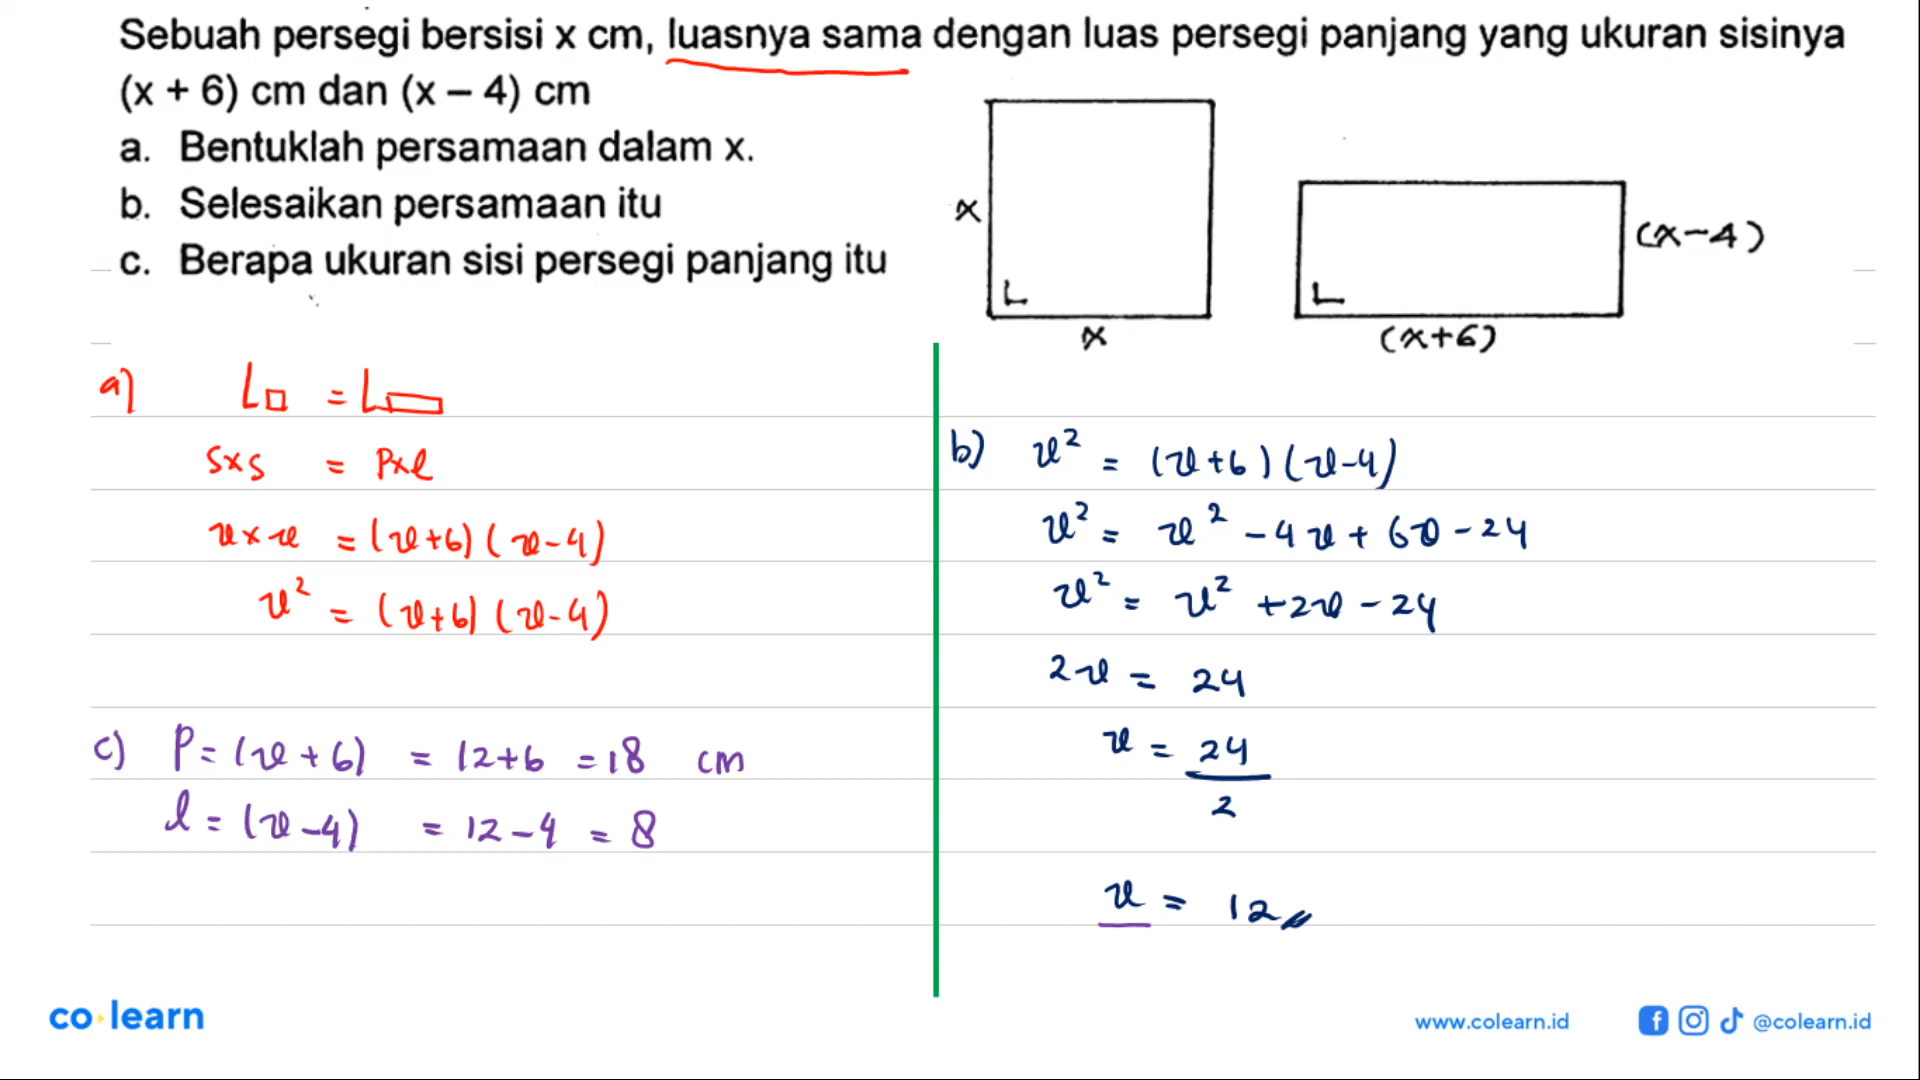 Sebuah persegi bersisi x cm, luasnya sama dengan luas persegi panjang yang ukuran sisinya
(x + 6) cm dan (x – 4) cm
a. Bentuklah persamaan dalam x.
b. Selesaikan persamaan itu
c. Berapa ukuran sisi persegi panjang itu
x
L
x
L
(x-4)
(x+6)
a) L□ = L▭
s×s = p×l
x×x = (x+6)(x-4)
x² = (x+6)(x-4)
c) P = (x+6) = 12+6 = 18 cm
l = (x-4) = 12-4 = 8
b) x² = (x+6)(x-4)
x² = x² - 4x + 6x - 24
x² = x² + 2x - 24
2x = 24
x = 24
2
x = 12
co learn
www.colearn.id
@colearn.id